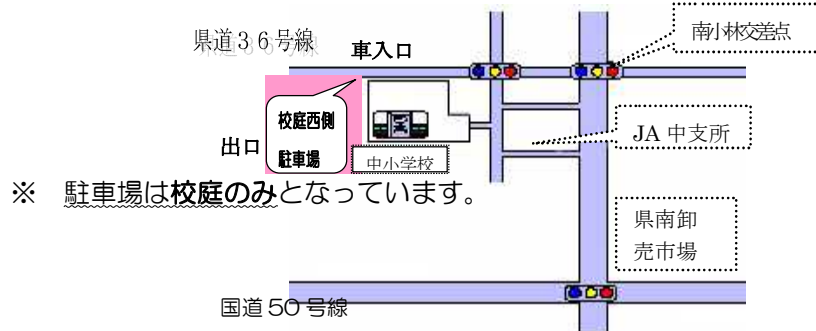 南小林交差点
県道36号線
車入口
校庭西側
駐車場
出口
JA 中支所
中小学校
※ 駐車場は校庭のみとなっています。
県南卸
売市場
国道50号線